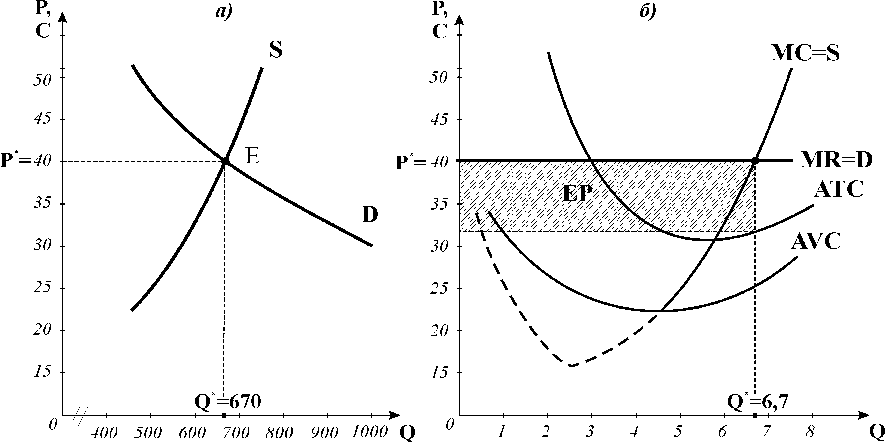 P,
C
а)
50
45
P*=
40
35
30
25
20
15
0
S
E
D
Q*=670
400 500 600 700 800 900 1000 Q
P,
C
б)
50
45
P*=
40
35
30
25
20
15
0
MC=S
MR=D
EP
ATC
AVC
Q*=6,7
1 2 3 4 5 6 7 8 Q